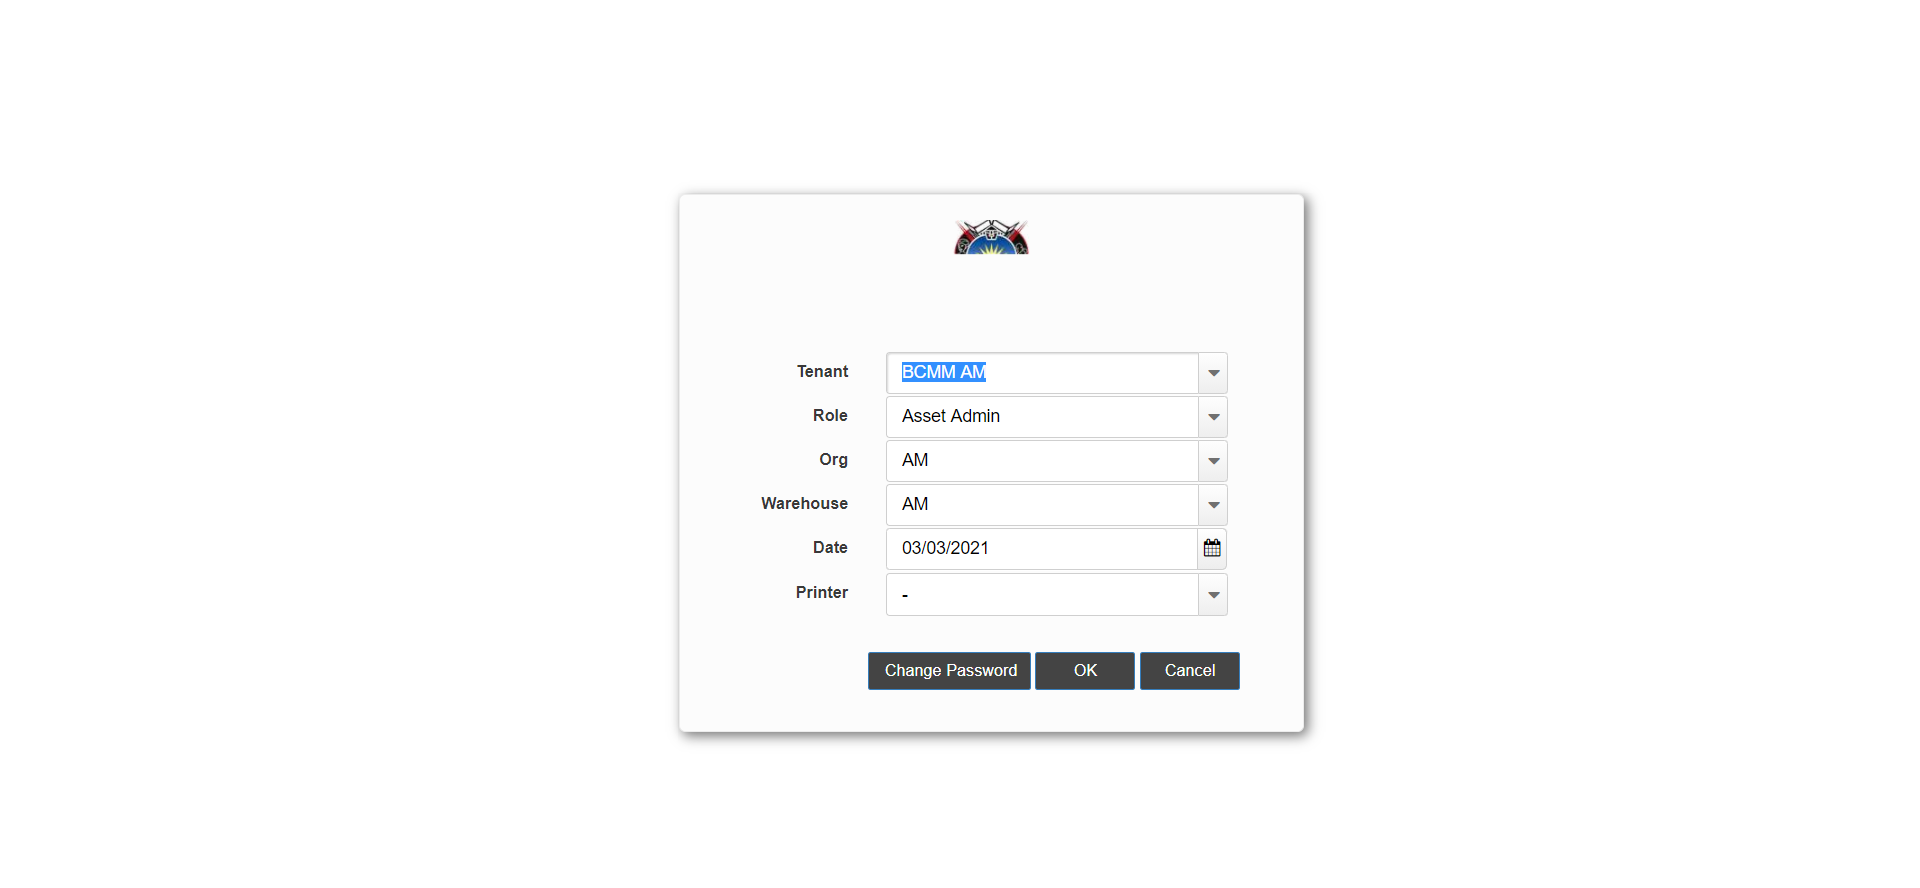 Tenant BCMM AM
Role Asset Admin
Org AM
Warehouse AM
Date 03/03/2021
Printer -
Change Password OK Cancel